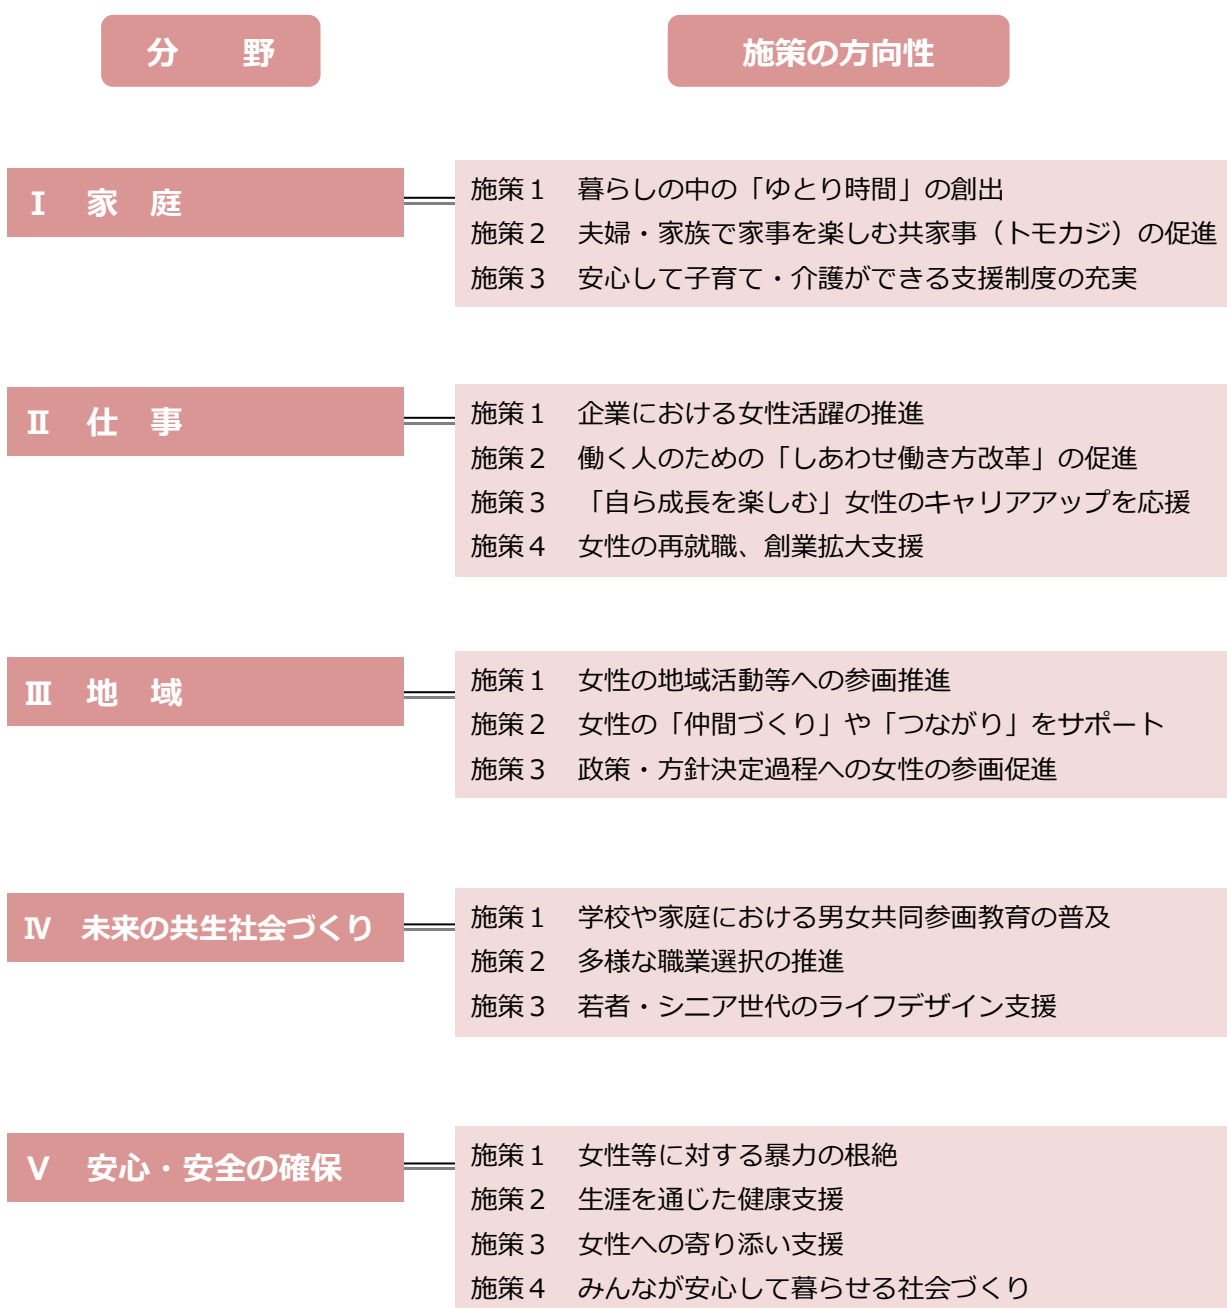 分　野
施策の方向性
Ⅰ　家　庭
施策１　暮らしの中の「ゆとり時間」の創出
施策２　夫婦・家族で家事を楽しむ共家事（トモカジ）の促進
施策３　安心して子育て・介護ができる支援制度の充実
Ⅱ　仕　事
施策１　企業における女性活躍の推進
施策２　働く人のための「しあわせ働き方改革」の促進
施策３　「自ら成長を楽しむ」女性のキャリアアップを応援
施策４　女性の再就職、創業拡大支援
Ⅲ　地　域
施策１　女性の地域活動等への参画推進
施策２　女性の「仲間づくり」や「つながり」をサポート
施策３　政策・方針決定過程への女性の参画促進
Ⅳ　未来の共生社会づくり
施策１　学校や家庭における男女共同参画教育の普及
施策２　多様な職業選択の推進
施策３　若者・シニア世代のライフデザイン支援
Ⅴ　安心・安全の確保
施策１　女性等に対する暴力の根絶
施策２　生涯を通じた健康支援
施策３　女性への寄り添い支援
施策４　みんなが安心して暮らせる社会づくり